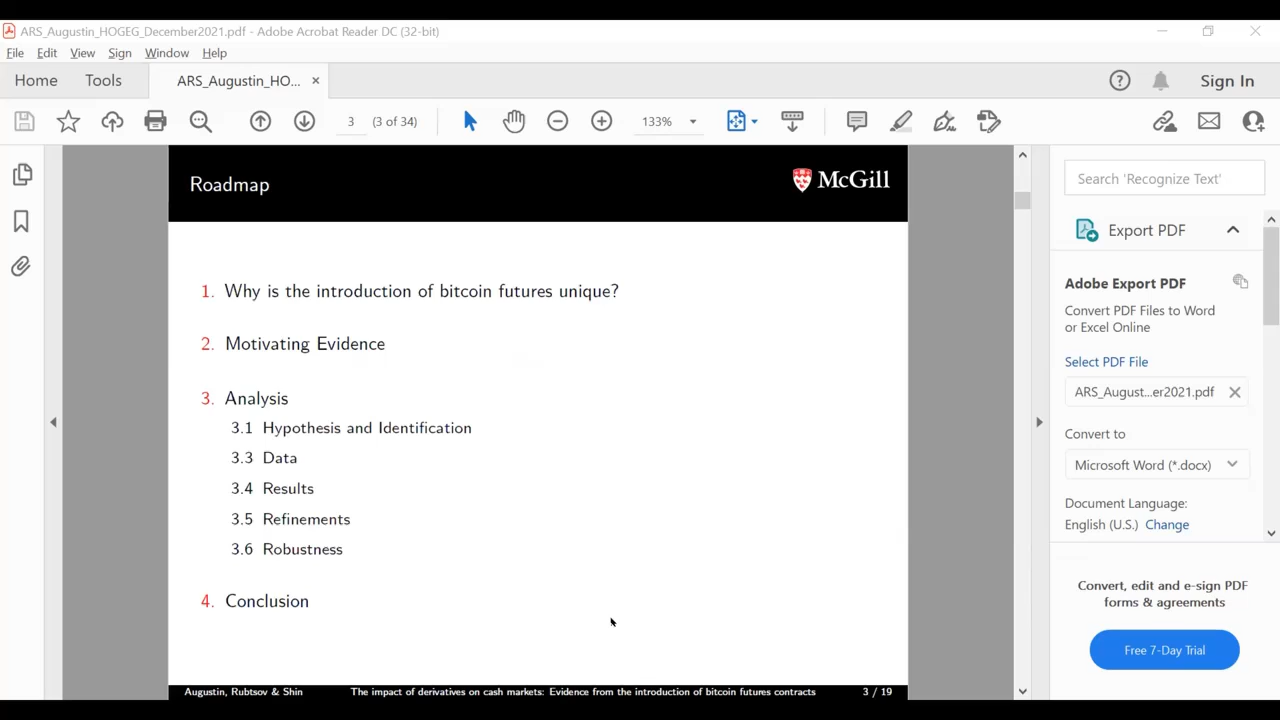 ARS_Augustin_HOGEG_December2021.pdf - Adobe Acrobat Reader DC (32-bit)
File Edit View Sign Window Help
Home Tools ARS_Augustin_HO... × Sign In
3 (3 of 34) 133%
Roadmap McGill
1. Why is the introduction of bitcoin futures unique?
2. Motivating Evidence
3. Analysis
3.1 Hypothesis and Identification
3.3 Data
3.4 Results
3.5 Refinements
3.6 Robustness
4. Conclusion
Augustin, Rubtsov & Shin The impact of derivatives on cash markets: Evidence from the introduction of bitcoin futures contracts 3 / 19
Search 'Recognize Text'
Export PDF
Adobe Export PDF
Convert PDF Files to Word
or Excel Online
Select PDF File
ARS_August...er2021.pdf
Convert to
Microsoft Word (*.docx)
Document Language:
English (U.S.) Change
Convert, edit and e-sign PDF
forms & agreements
Free 7-Day Trial